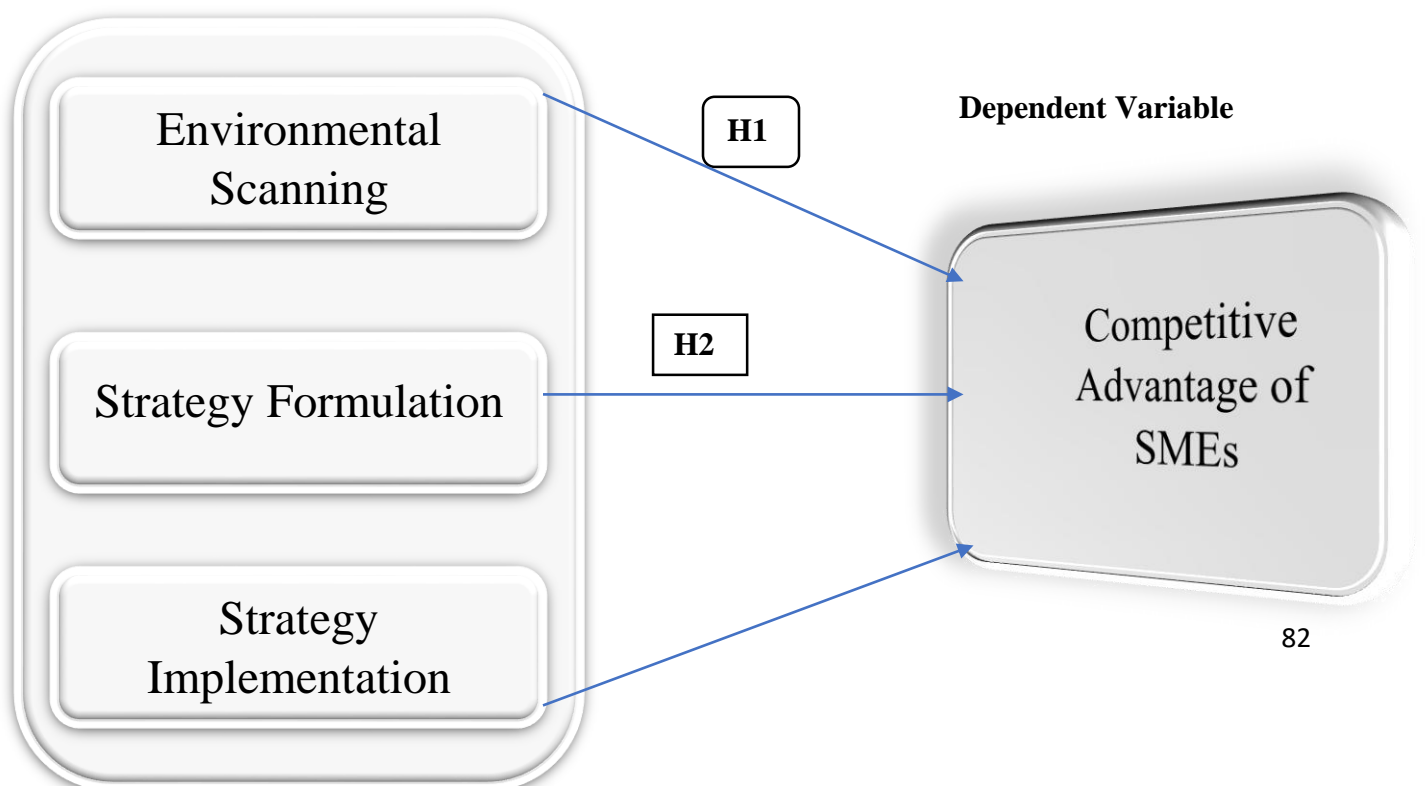 Environmental
Scanning
H1
Dependent Variable
Strategy Formulation
H2
Competitive
Advantage of
SMEs
Strategy
Implementation
82